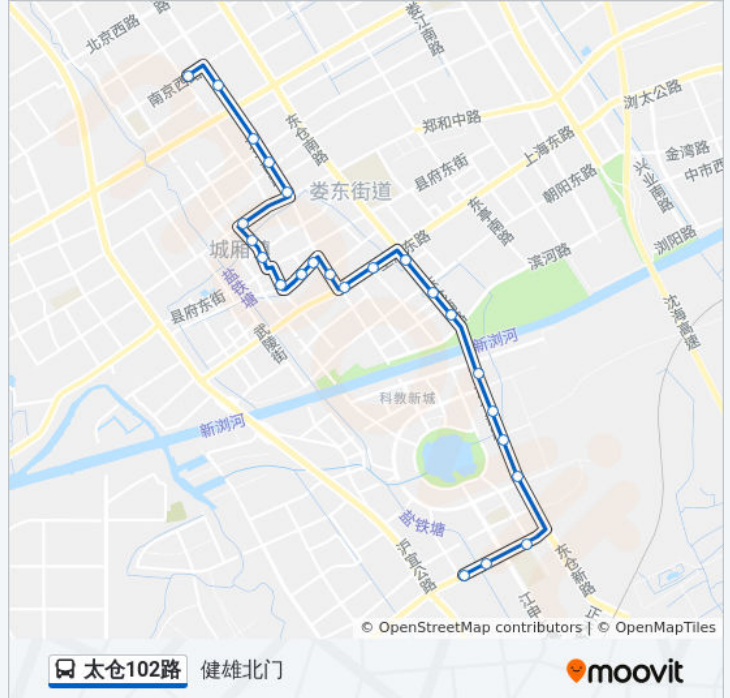 北京西路
路
娄江南路
南京西
浏太公路
东仓南路
郑和中路
上海东路
金湾路
县府东街
兴业南路
中市西
朝阳东路
娄东街道
东亭南路
东路
浏阳路
城厢
滨河路
盐铁塘
县府东街
沈海高速
武陵街
新浏河
科教新城
新浏河
盐铁塘
沪宜公路
东仓新路
江申
© OpenStreetMap contributors | © OpenMapTiles
太仓102路 健雄北门 moovit